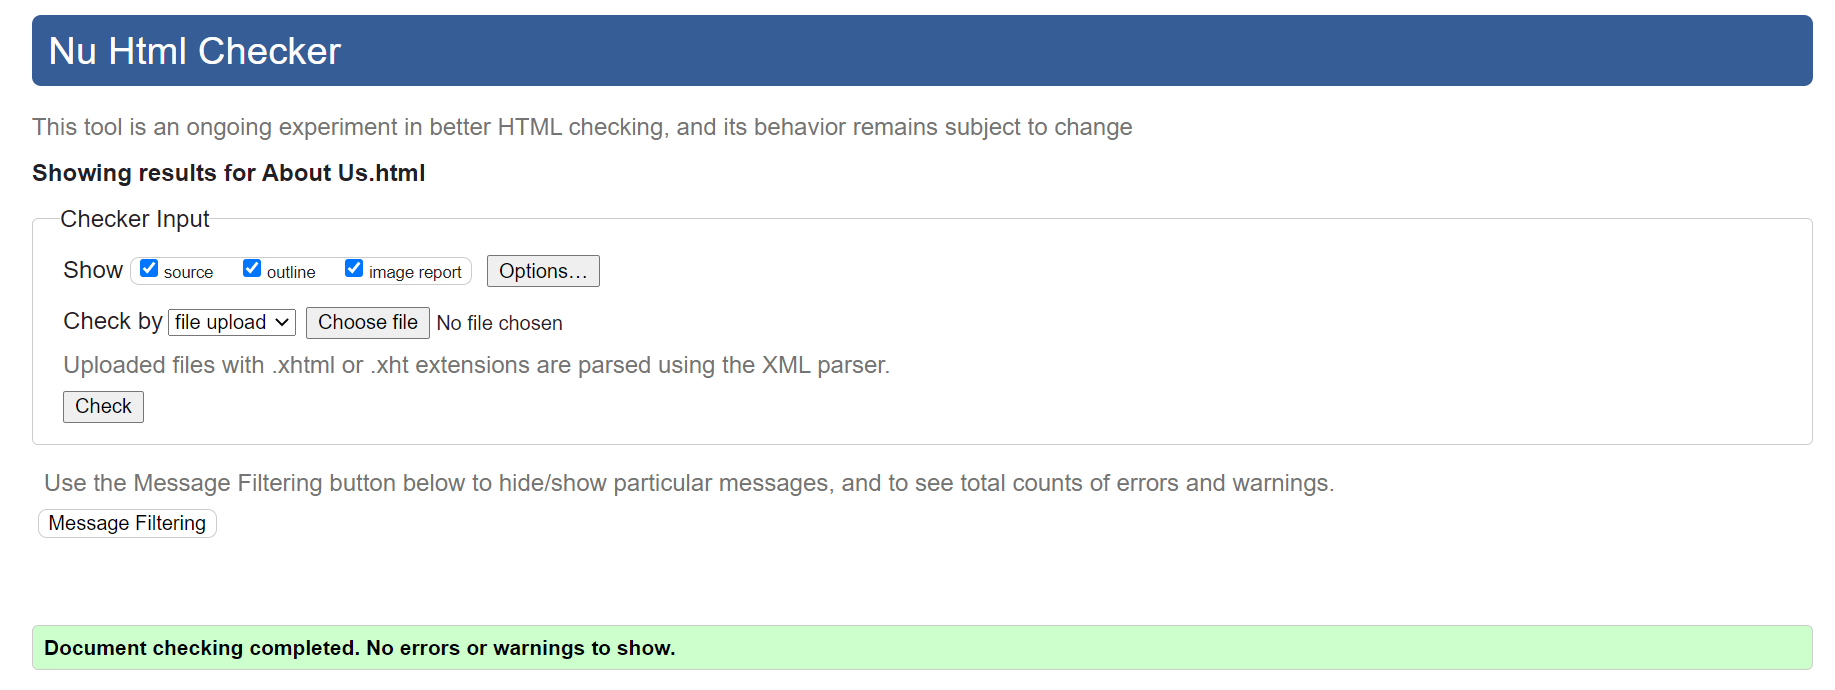 Nu Html Checker
This tool is an ongoing experiment in better HTML checking, and its behavior remains subject to change
Showing results for About Us.html
Checker Input
Show source outline image report Options...
Check by file upload Choose file No file chosen
Uploaded files with .xhtml or .xht extensions are parsed using the XML parser.
Check
Use the Message Filtering button below to hide/show particular messages, and to see total counts of errors and warnings.
Message Filtering
Document checking completed. No errors or warnings to show.